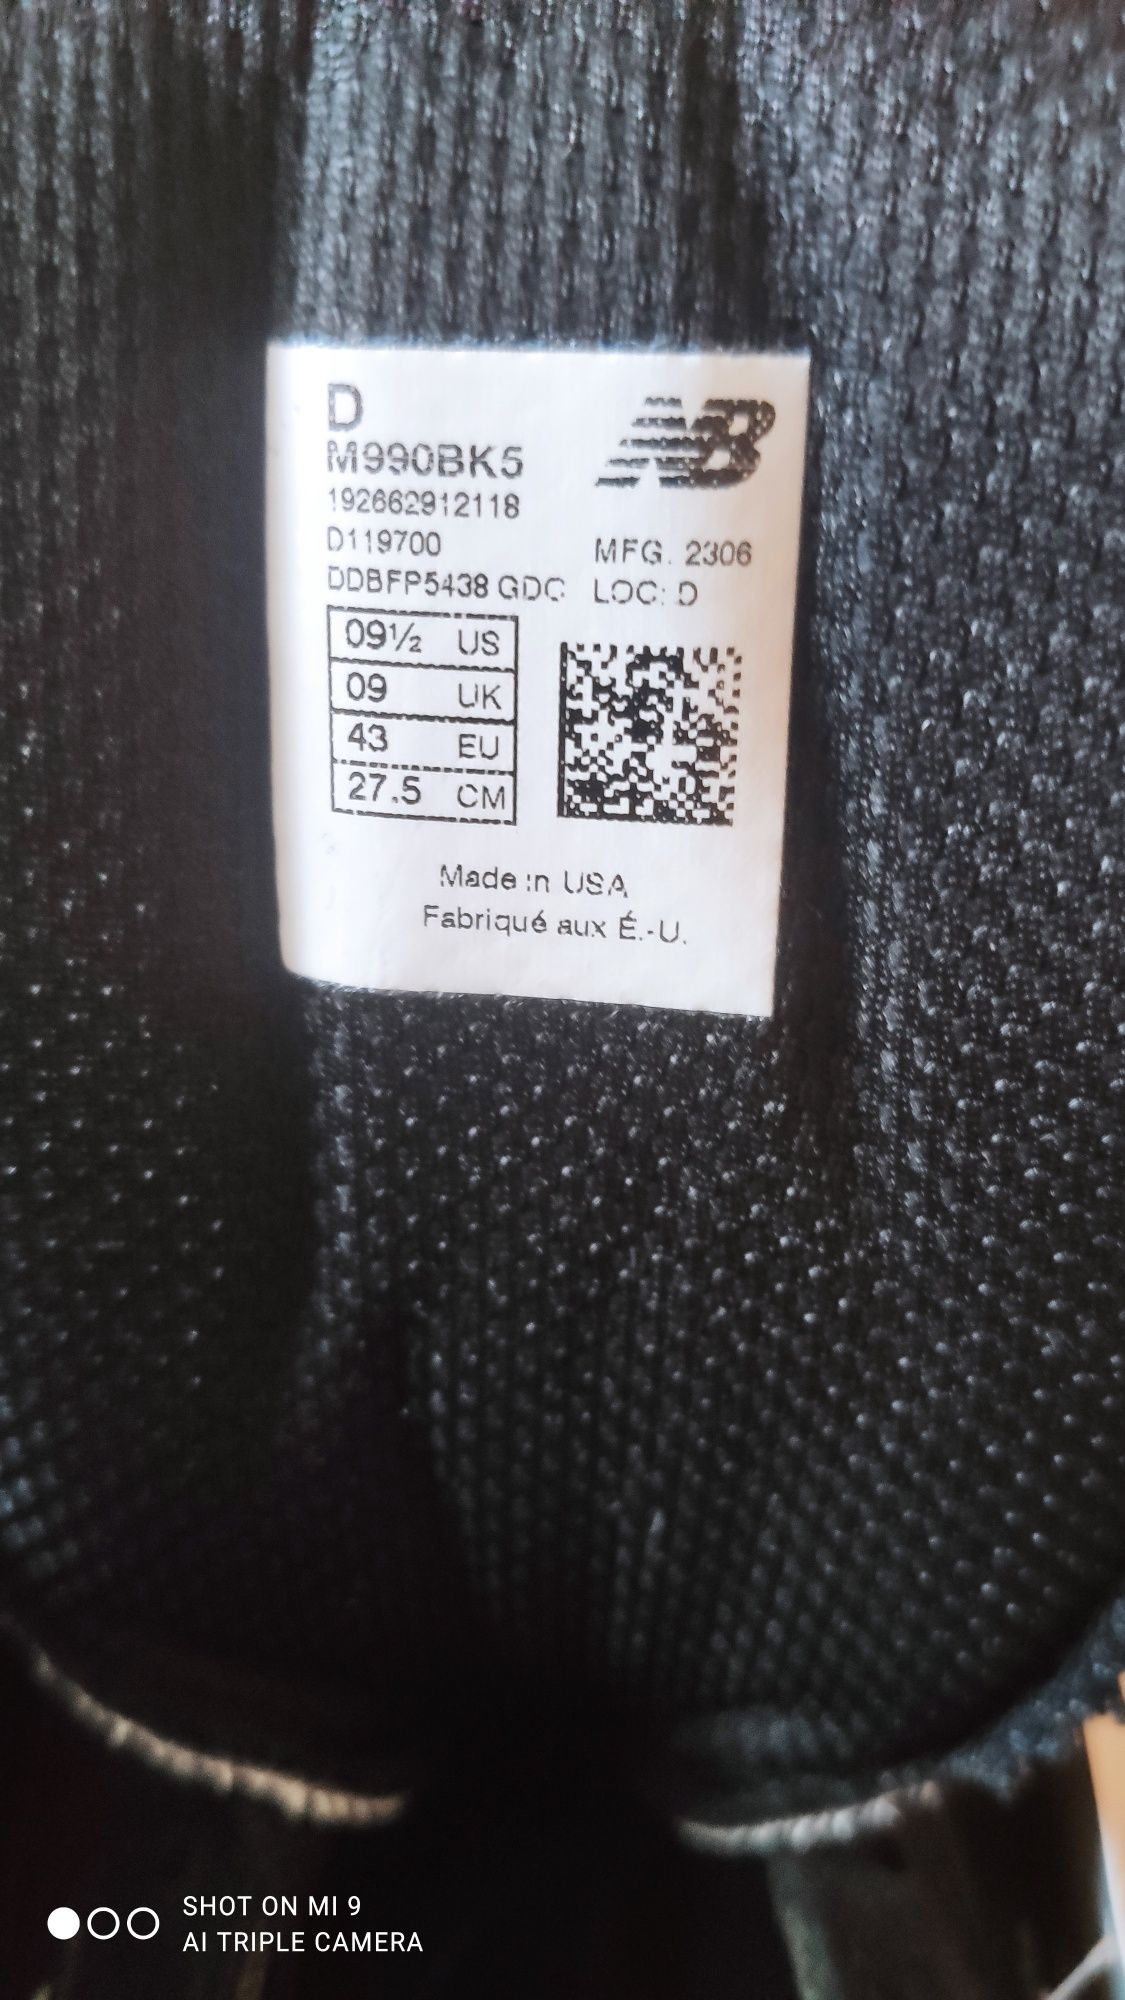 D
NB
M990BK5
192662912118
D119700
MFG. 2306
DDBFP5438 GDC LOC: D
09½ US
09 UK
43 EU
27.5 CM
Made in USA
Fabriqué aux É.-U.
SHOT ON MI 9
AI TRIPLE CAMERA